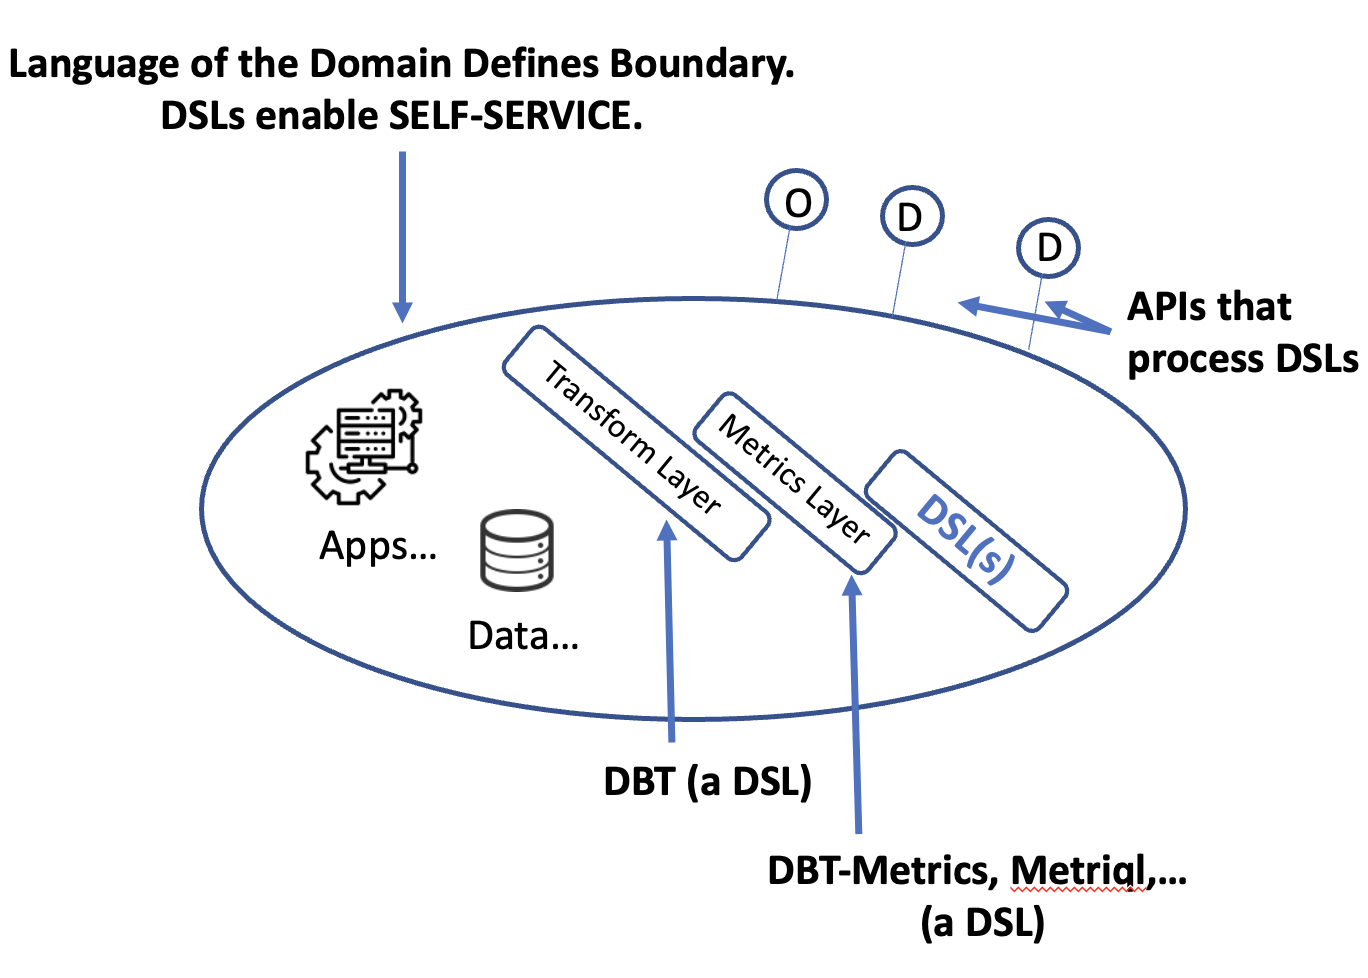 Language of the Domain Defines Boundary.
DSLs enable SELF-SERVICE.
O
D
D
APIs that
process DSLs
Transform Layer
Metrics Layer
DSL(s)
Apps...
Data...
DBT (a DSL)
DBT-Metrics, Metriql,...
(a DSL)